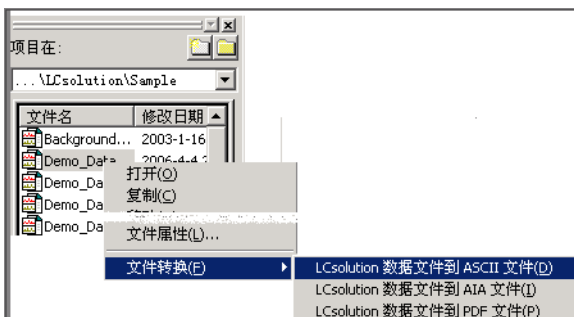 项目在:
...\LCsolution\Sample
文件名 修改日期
Background... 2003-1-16
Demo_Data 2006-4-4
Demo_Da
Demo_Da
Demo_Da
打开(O)
复制(C)
文件属性(L)...
文件转换(F)
LCsolution 数据文件到 ASCII 文件(D)
LCsolution 数据文件到 AIA 文件(I)
LCsolution 数据文件到 PDF 文件(P)